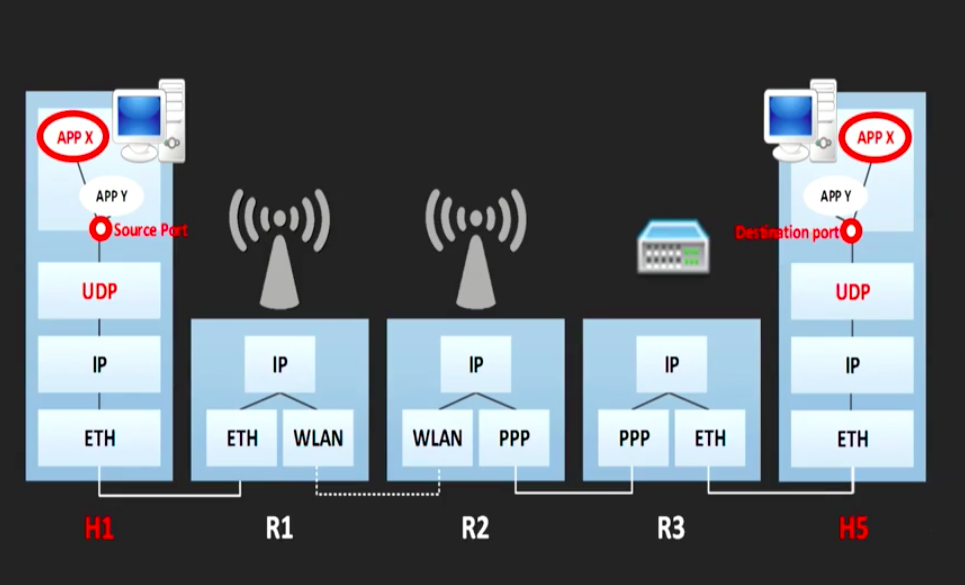 APP X
APP Y
Source Port
UDP
IP
ETH
H1
IP
ETH WLAN
R1
IP
WLAN PPP
R2
IP
PPP ETH
R3
APP X
APP Y
Destination port
UDP
IP
ETH
H5